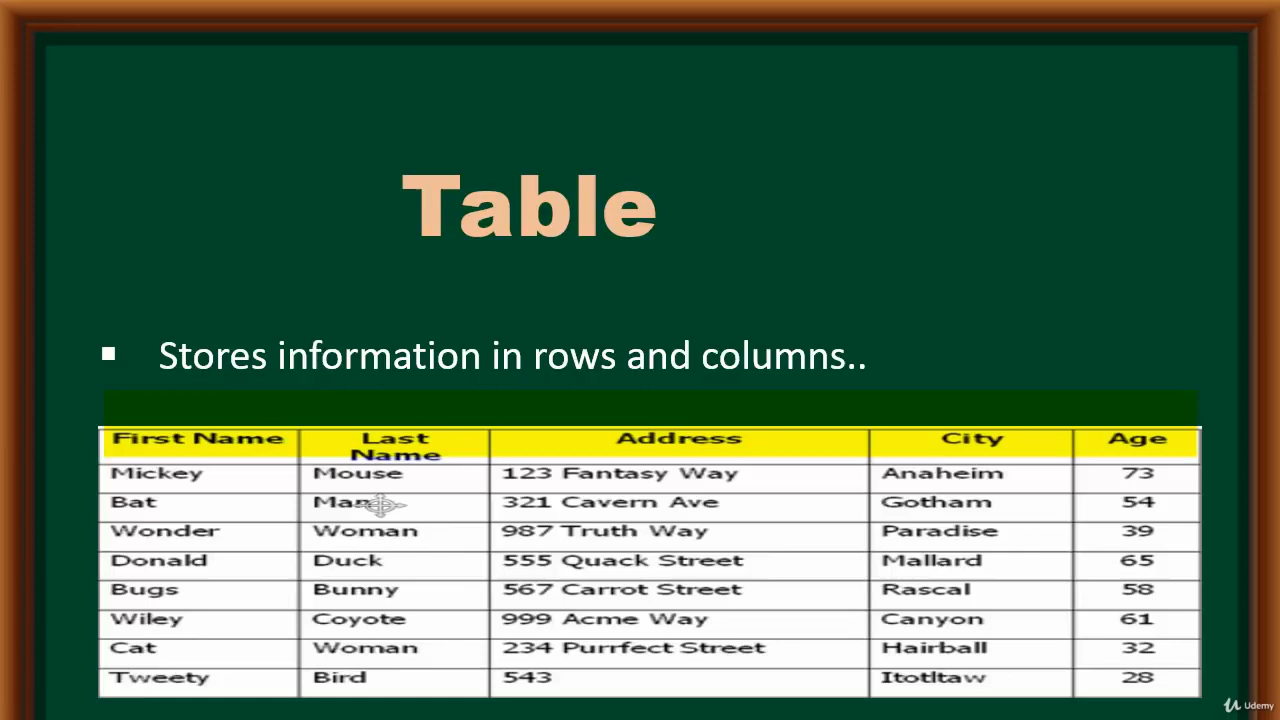 Table
▪ Stores information in rows and columns..
First Name Last Name Address City Age
Mickey Mouse 123 Fantasy Way Anaheim 73
Bat Man 321 Cavern Ave Gotham 54
Wonder Woman 987 Truth Way Paradise 39
Donald Duck 555 Quack Street Mallard 65
Bugs Bunny 567 Carrot Street Rascal 58
Wiley Coyote 999 Acme Way Canyon 61
Cat Woman 234 Purrfect Street Hairball 32
Tweety Bird 543 Itotltaw 28
Udemy